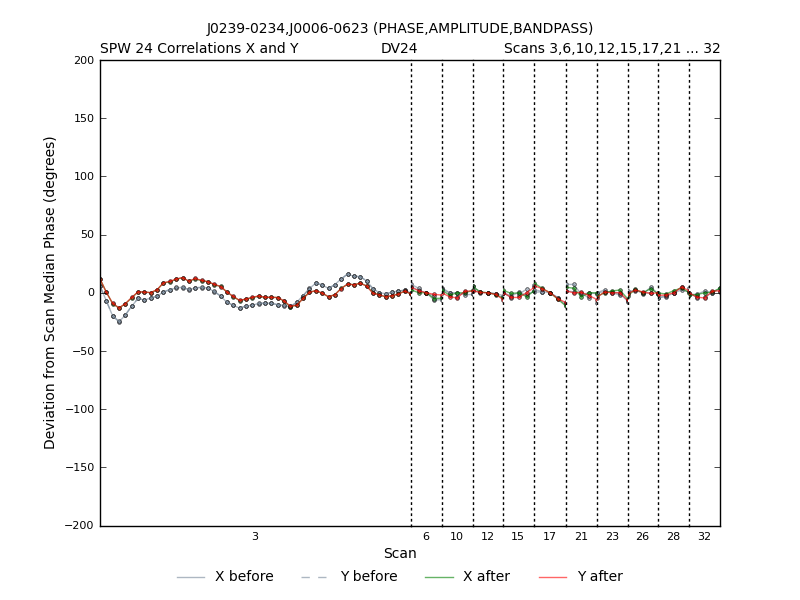 J0239-0234,J0006-0623 (PHASE,AMPLITUDE,BANDPASS)
SPW 24 Correlations X and Y DV24 Scans 3,6,10,12,15,17,21 ... 32
Deviation from Scan Median Phase (degrees)
200
150
100
50
0
−50
−100
−150
−200
3 6 10 12 15 17 21 23 26 28 32
Scan
X before Y before X after Y after